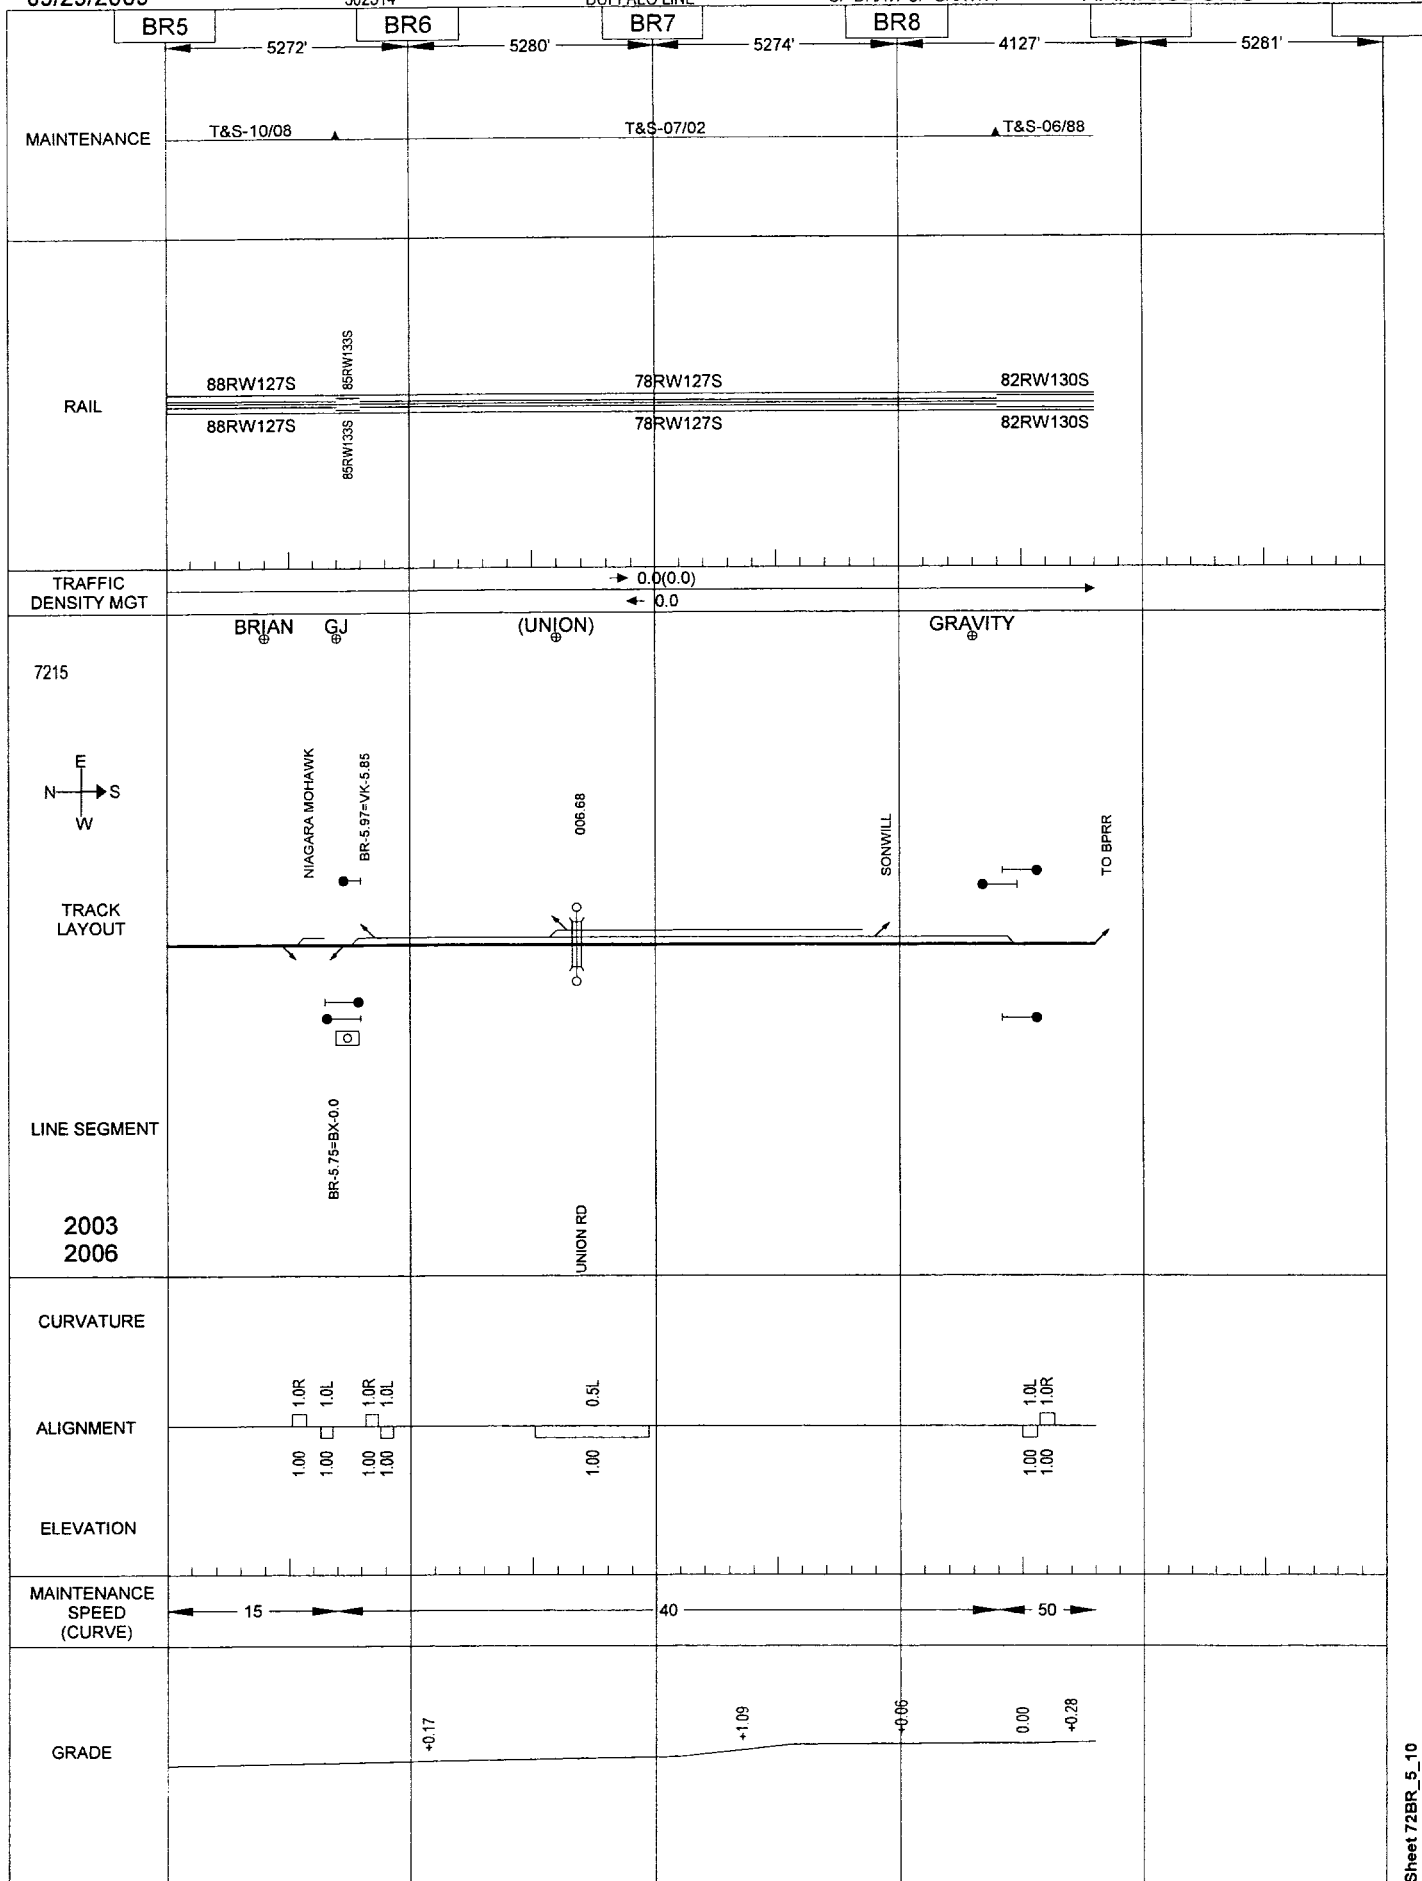 BUFFALO LINE
BR5
BR6
BR7
BR8
5272'
5280'
5274'
4127'
5281'
MAINTENANCE
T&S-10/08
T&S-07/02
T&S-06/88
RAIL
88RW127S
85RW133S
78RW127S
82RW130S
88RW127S
85RW133S
78RW127S
82RW130S
TRAFFIC
DENSITY MGT
0.0(0.0)
0.0
BRIAN
GJ
(UNION)
GRAVITY
7215
E
N
S
W
NIAGARA MOHAWK
BR-5.97=VK-5.85
006.68
SONWILL
TO BPRR
TRACK
LAYOUT
LINE SEGMENT
BR-5.75=BX-0.0
UNION RD
2003
2006
CURVATURE
1.0R
1.0L
1.0R
1.0L
0.5L
1.0L
1.0R
ALIGNMENT
1.00
1.00
1.00
1.00
1.00
1.00
1.00
ELEVATION
MAINTENANCE
SPEED
(CURVE)
15
40
50
GRADE
+0.17
+1.09
+0.06
0.00
+0.28
Sheet 72BR_5_10